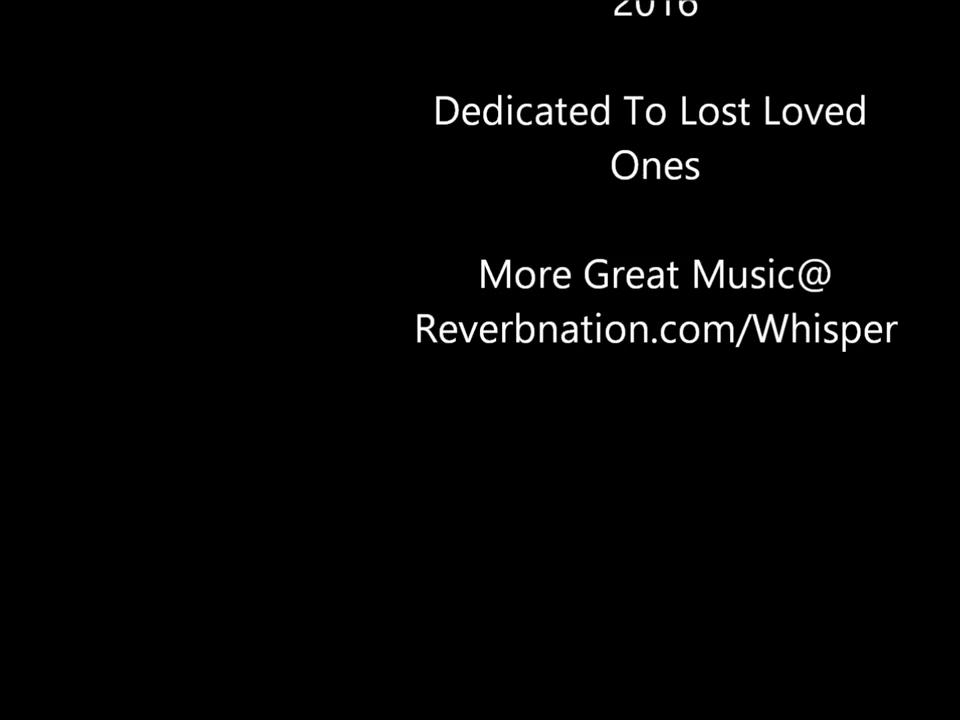 2016
Dedicated To Lost Loved
Ones
More Great Music@
Reverbnation.com/Whisper